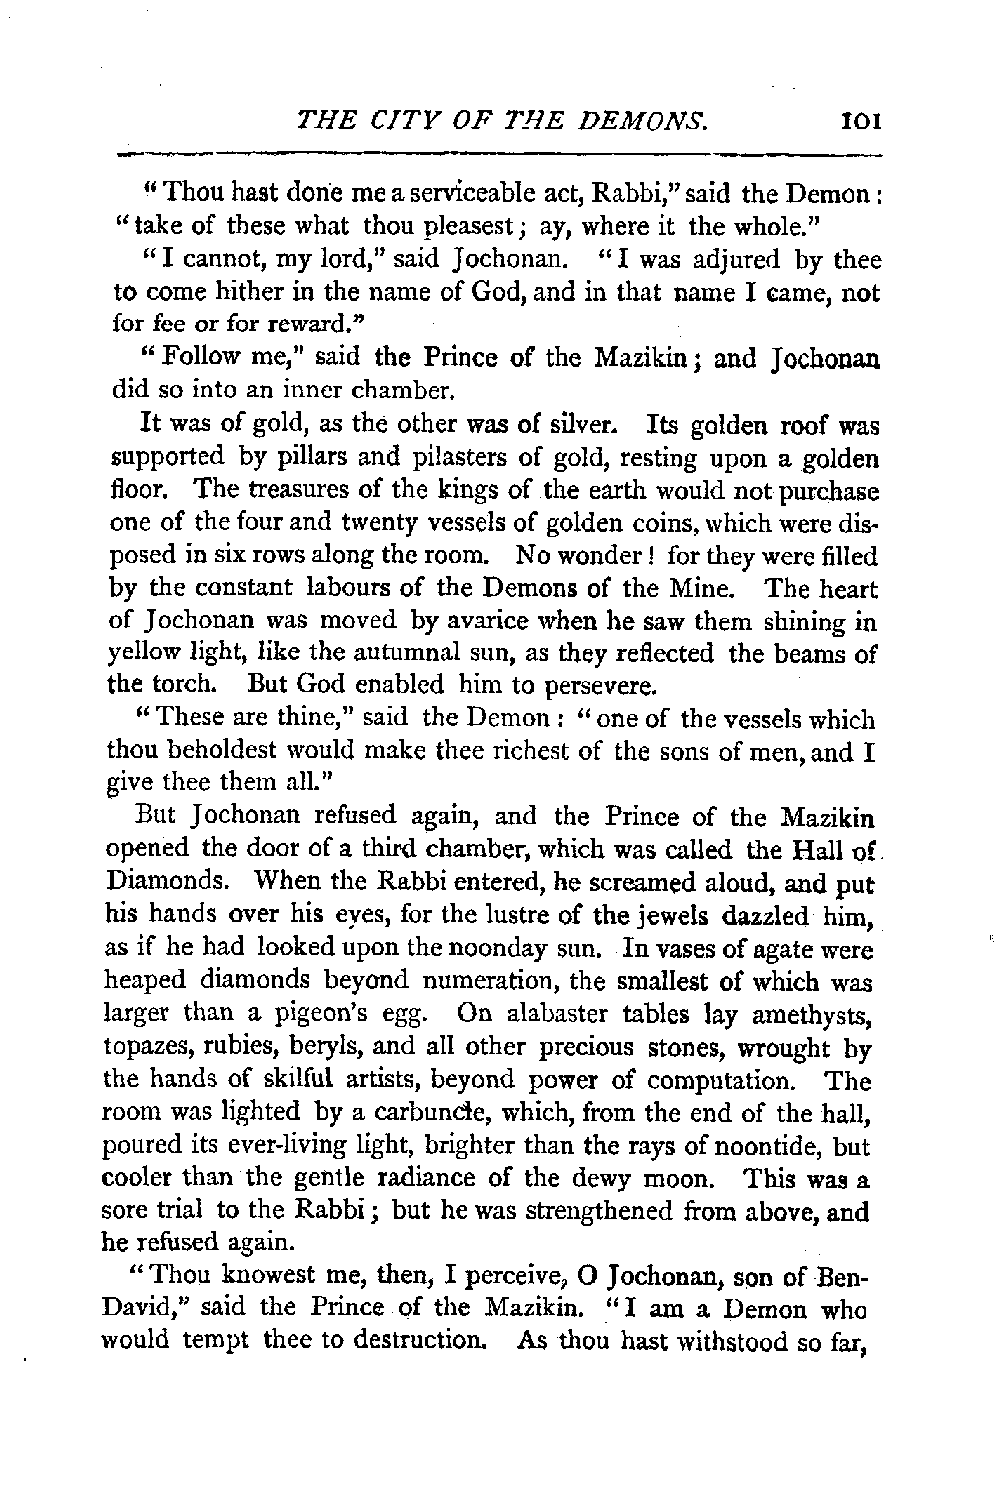 THE CITY OF THE DEMONS. 101
"Thou hast done me a serviceable act, Rabbi," said the Demon:
"take of these what thou pleasest; ay, where it the whole."
"I cannot, my lord," said Jochonan. "I was adjured by thee
to come hither in the name of God, and in that name I came, not
for fee or for reward."
"Follow me," said the Prince of the Mazikin; and Jochonan
did so into an inner chamber.
It was of gold, as the other was of silver. Its golden roof was
supported by pillars and pilasters of gold, resting upon a golden
floor. The treasures of the kings of the earth would not purchase
one of the four and twenty vessels of golden coins, which were dis-
posed in six rows along the room. No wonder! for they were filled
by the constant labours of the Demons of the Mine. The heart
of Jochonan was moved by avarice when he saw them shining in
yellow light, like the autumnal sun, as they reflected the beams of
the torch. But God enabled him to persevere.
"These are thine," said the Demon: "one of the vessels which
thou beholdest would make thee richest of the sons of men, and I
give thee them all."
But Jochonan refused again, and the Prince of the Mazikin
opened the door of a third chamber, which was called the Hall of
Diamonds. When the Rabbi entered, he screamed aloud, and put
his hands over his eyes, for the lustre of the jewels dazzled him,
as if he had looked upon the noonday sun. In vases of agate were
heaped diamonds beyond numeration, the smallest of which was
larger than a pigeon's egg. On alabaster tables lay amethysts,
topazes, rubies, beryls, and all other precious stones, wrought by
the hands of skilful artists, beyond power of computation. The
room was lighted by a carbuncle, which, from the end of the hall,
poured its ever-living light, brighter than the rays of noontide, but
cooler than the gentle radiance of the dewy moon. This was a
sore trial to the Rabbi; but he was strengthened from above, and
he refused again.
"Thou knowest me, then, I perceive, O Jochonan, son of Ben-
David," said the Prince of the Mazikin. "I am a Demon who
would tempt thee to destruction. As thou hast withstood so far,